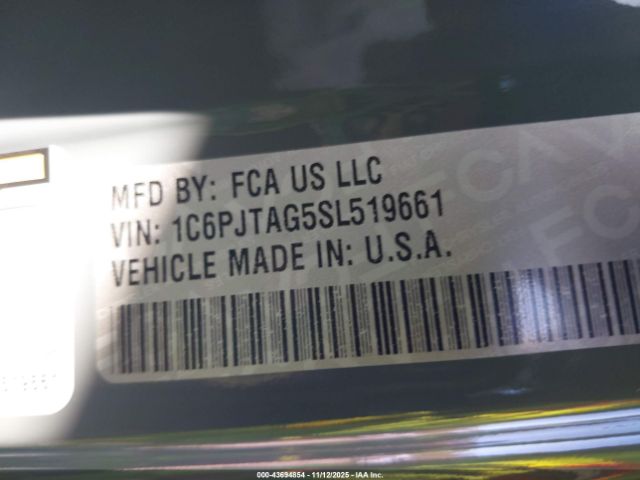 MFD BY: FCA US LLC
VIN: 1C6PJTAG5SL519661
VEHICLE MADE IN: U.S.A.
000-43694854 - 11/12/2025 - IAA Inc.